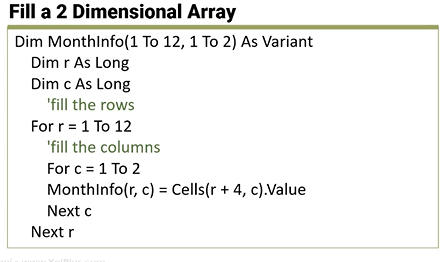 Fill a 2 Dimensional Array
Dim MonthInfo(1 To 12, 1 To 2) As Variant
Dim r As Long
Dim c As Long
'fill the rows
For r = 1 To 12
'fill the columns
For c = 1 To 2
MonthInfo(r, c) = Cells(r + 4, c).Value
Next c
Next r